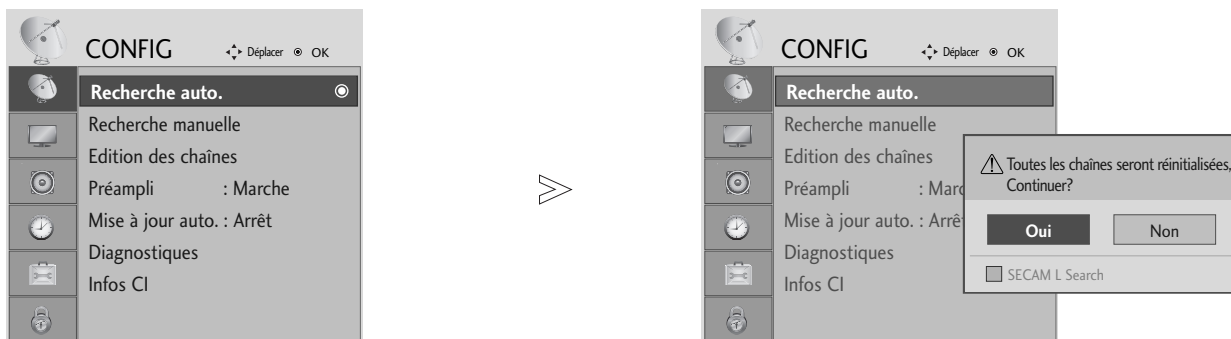 CONFIG
Déplacer OK
Recherche auto.
Recherche manuelle
Edition des chaînes
Préampli : Marche
Mise à jour auto. : Arrêt
Diagnostiques
Infos CI
CONFIG
Déplacer OK
Recherche auto.
Recherche manuelle
Edition des chaînes
Préampli : Marc
Mise à jour auto. : Arrê
Diagnostiques
Infos CI
Toutes les chaînes seront réinitialisées,
Continuer?
Oui Non
SECAM L Search